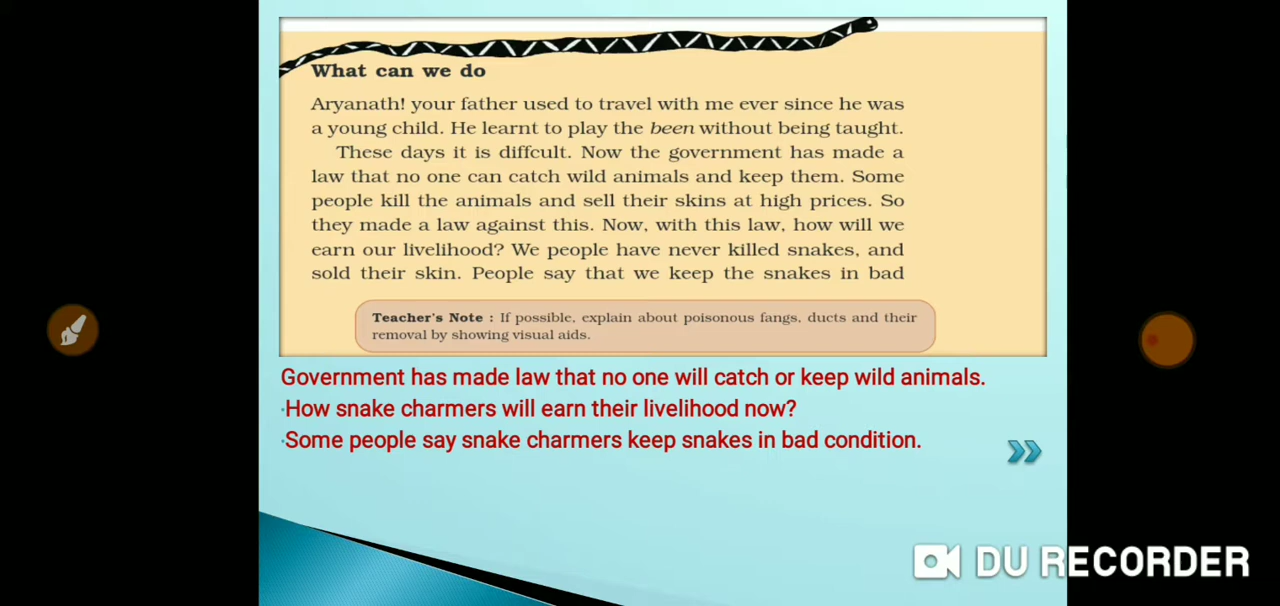 What can we do
Aryanath! your father used to travel with me ever since he was
a young child. He learnt to play the been without being taught.
These days it is diffcult. Now the government has made a
law that no one can catch wild animals and keep them. Some
people kill the animals and sell their skins at high prices. So
they made a law against this. Now, with this law, how will we
earn our livelihood? We people have never killed snakes, and
sold their skin. People say that we keep the snakes in bad
Teacher's Note : If possible, explain about poisonous fangs, ducts and their
removal by showing visual aids.
Government has made law that no one will catch or keep wild animals.
·How snake charmers will earn their livelihood now?
·Some people say snake charmers keep snakes in bad condition.
DU RECORDER